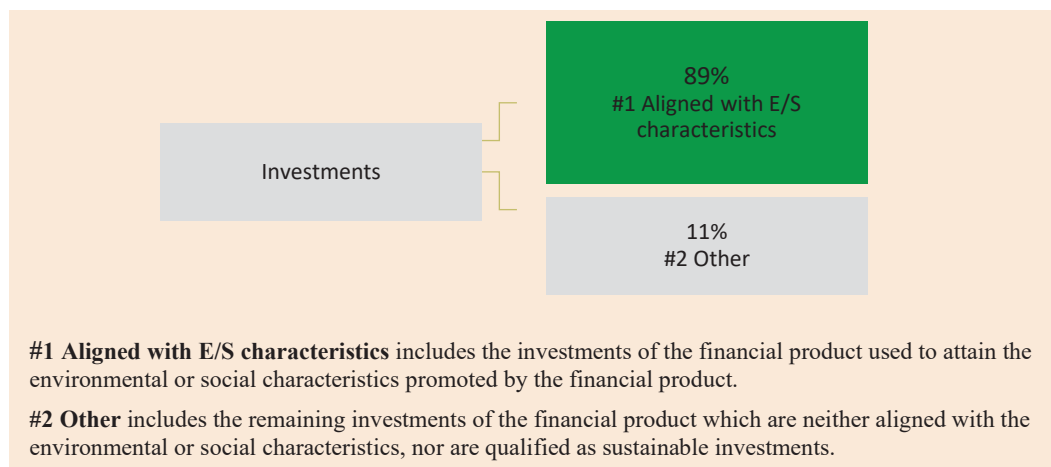 89%
#1 Aligned with E/S
characteristics
Investments
11%
#2 Other
#1 Aligned with E/S characteristics includes the investments of the financial product used to attain the
environmental or social characteristics promoted by the financial product.
#2 Other includes the remaining investments of the financial product which are neither aligned with the
environmental or social characteristics, nor are qualified as sustainable investments.